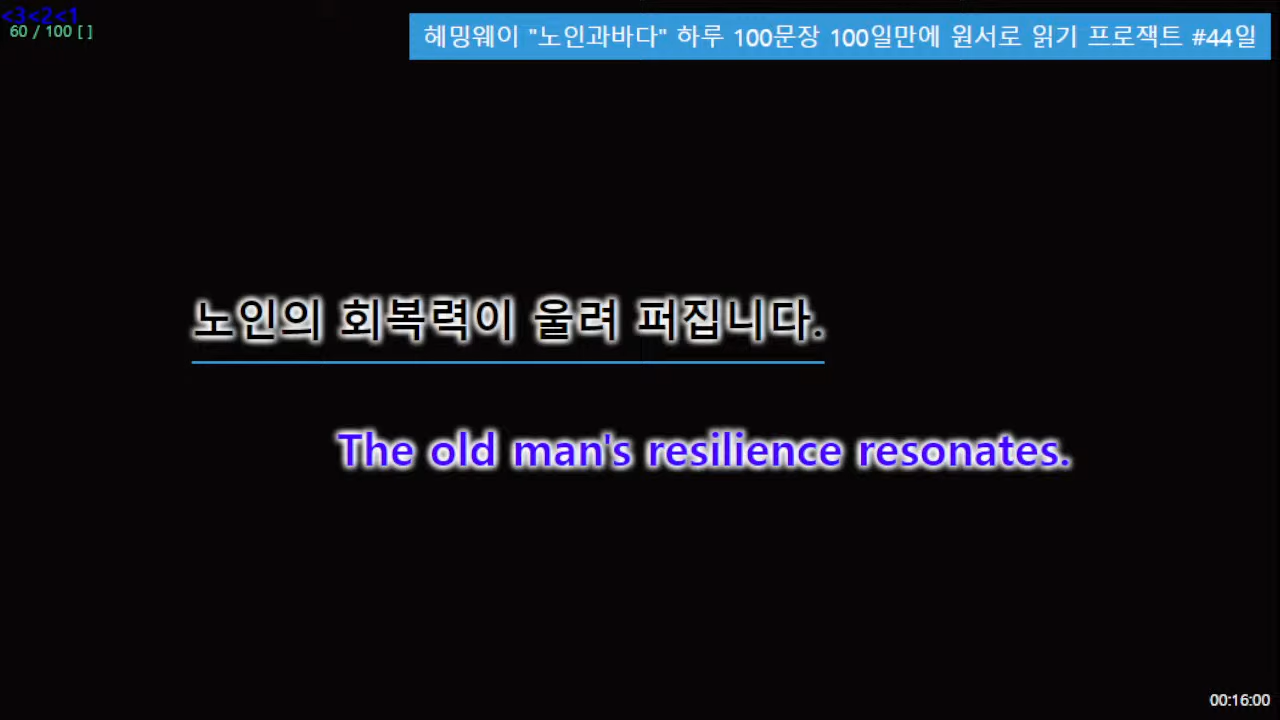 <3<2<1
60 / 100 [ ]
헤밍웨이 "노인과바다" 하루 100문장 100일만에 원서로 읽기 프로잭트 #44일
노인의 회복력이 울려 퍼집니다.
The old man's resilience resonates.
00:16:00